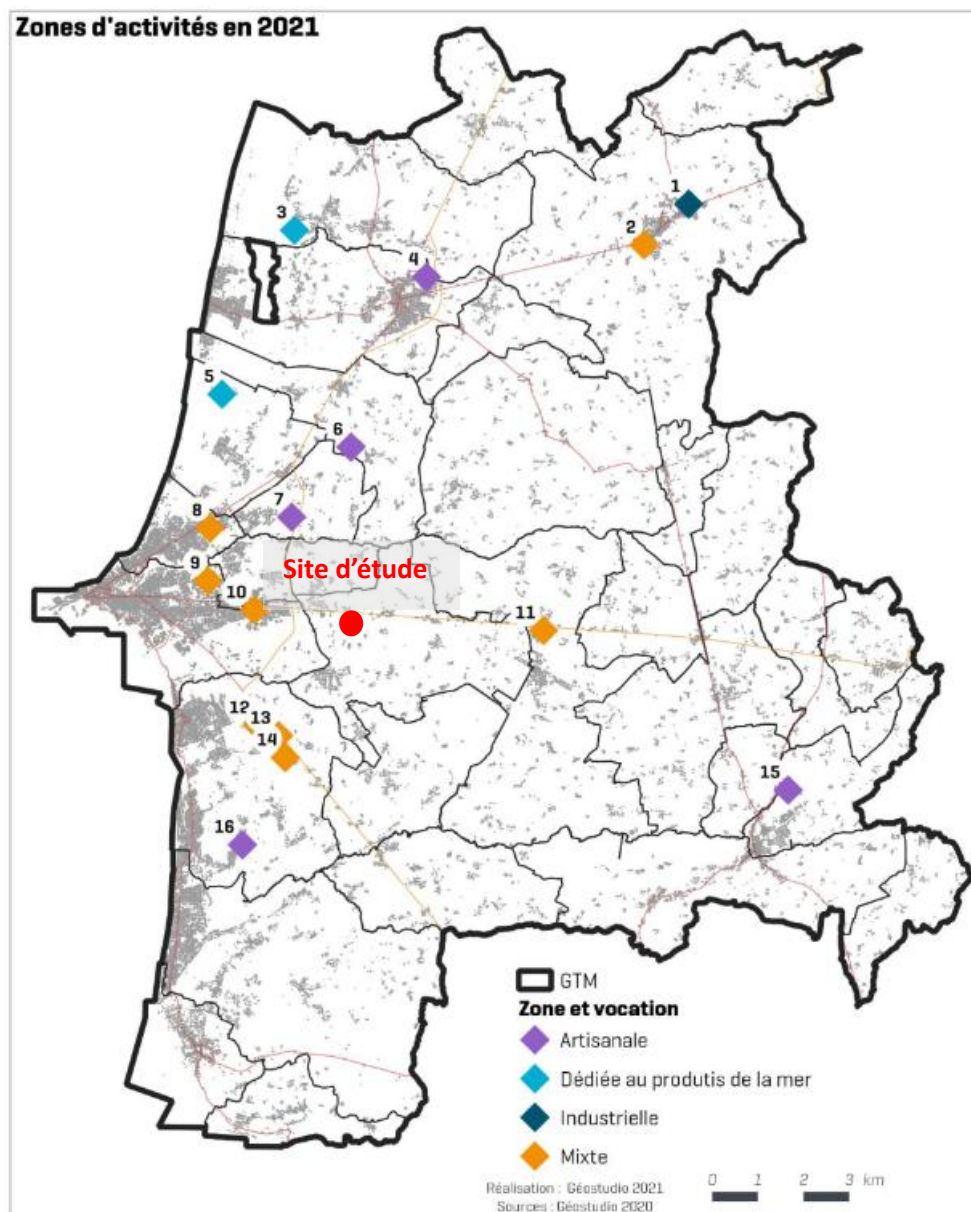 Zones d'activités en 2021
1
3
2
4
5
6
7
8
Site d'étude
9
10
11
12
13
14
15
16
GTM
Zone et vocation
Artisanale
Dédiée au produtis de la mer
Industrielle
Mixte
Réalisation : Géostudio 2021
0 1 2 3 km
Sources : Géostudio 2020